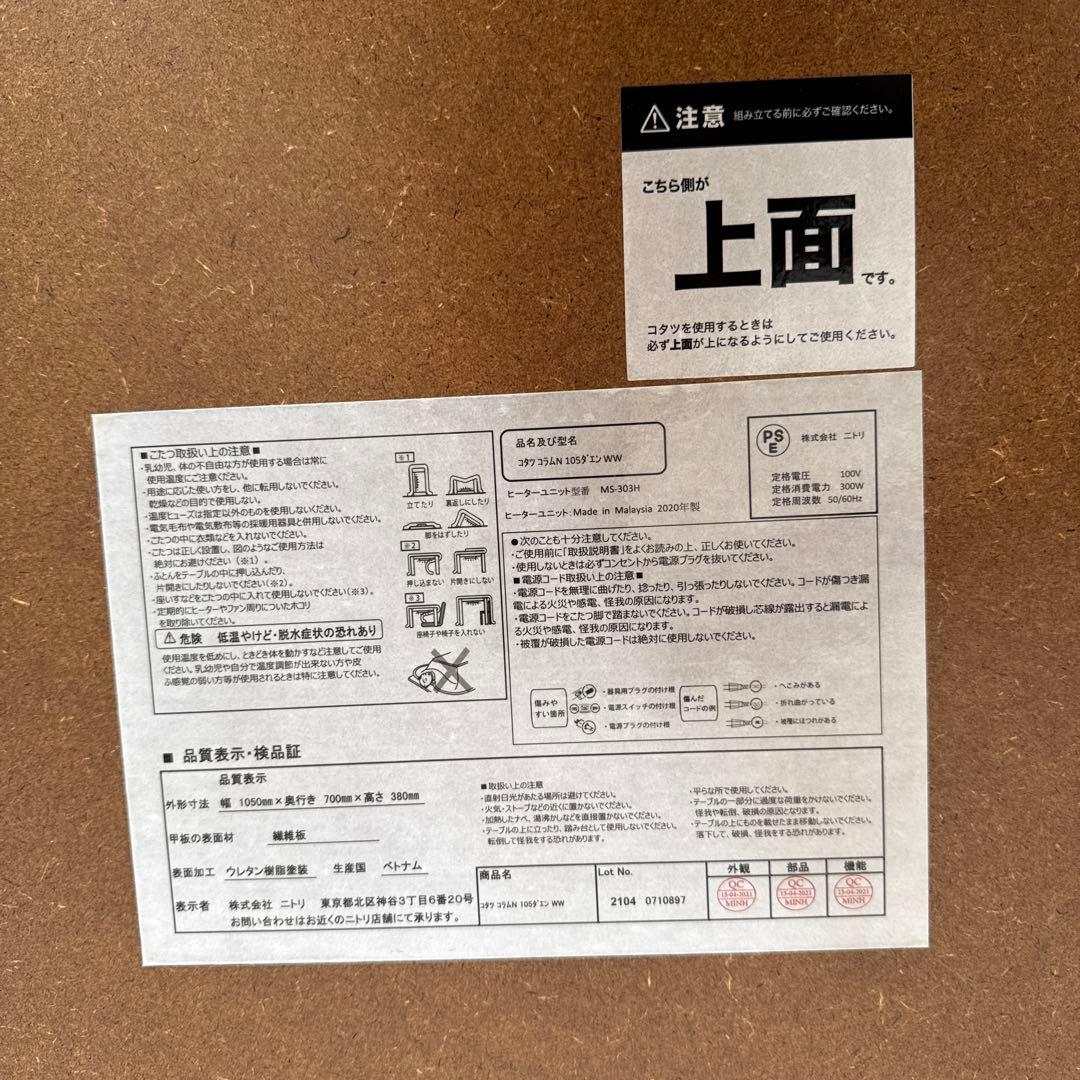 注意 組み立てる前に必ずご確認ください。
こちら側が
上面
です。
コタツを使用するときは
必ず上面が上になるようにしてご使用ください。
■こたつ取扱い上の注意■
・乳幼児、体の不自由な方が使用する場合は常に
使用温度にご注意ください。
・用途に応じた使い方をし、他に転用しないでください。
乾燥などの目的で使用しない。
・温度ヒューズは指定以外のものを使用しないでください。
・電気毛布や電気敷布等の採暖用器具と併用しないでください。
・こたつの中に衣類などを入れないでください。
・こたつは正しく設置し、図のようなご使用方法は
絶対にお避けください(※1)。
・ふとんをテーブルの中に押し込んだり、
片開きにしたりしないでください(※2)。
・座いすなどをこたつの中に入れて使用しないでください(※3)。
・定期的にヒーターやファン周りについたホコリ
を取り除いてください。
危険 低温やけど・脱水症状の恐れあり
使用温度を低めにし、ときどき体を動かすなど注意してご使用
ください。乳幼児や自分で温度調節が出来ない方や皮
ふ感覚の弱い方等が使用されるときは特に注意してください。
※1
立てたり 裏返しにしたり
脚をはずしたり
※2
押し込まない 片開きにしない
※3
座椅子や椅子を入れない
品名及び型名
コタツ コラムN 105ダエン WW
ヒーターユニット型番 MS-303H
ヒーターユニット:Made in Malaysia 2020年製
PSE 株式会社 ニトリ
定格電圧 100V
定格消費電力 300W
定格周波数 50/60Hz
●次のことも十分注意してください。
・ご使用前に「取扱説明書」をよくお読みの上、正しくお使いてください。
・使用しないときは必ずコンセントから電源プラグを抜いてください。
■電源コード取扱い上の注意■
・電源コードを無理に曲げたり、捻ったり、引っ張ったりしないでください。コードが傷つき漏
電による火災や感電、怪我の原因になります。
・電源コードをこたつ脚で踏まないでください。コードが破損し芯線が露出すると漏電によ
る火災や感電、怪我の原因になります。
・被覆が破損した電源コードは絶対に使用しないでください。
傷みや
すい箇所
・器具用プラグの付け根
・電源スイッチの付け根
・電源プラグの付け根
傷んだ
コードの例
・へこみがある
・折れ曲がっている
・被覆にほつれがある
■ 品質表示・検品証
品質表示
外形寸法 幅 1050mm×奥行き 700mm×高さ 380mm
甲板の表面材 繊維板
表面加工 ウレタン樹脂塗装 生産国 ベトナム
表示者 株式会社 ニトリ 東京都北区神谷3丁目6番20号
お問い合わせはお近くのニトリ店舗にて承ります。
■取扱い上の注意
・直射日光があたる場所は避けてください。
・火気・ストーブなどの近くに置かないでください。
・加熱したナベ、湯沸かしなどを直接置かないでください。
・テーブルの上に立ったり、踏み台として使用しないでください。
転倒して怪我をする恐れがあります。
・平らな所で使用してください。
・テーブルの一部分に過度な荷重をかけないでください。
怪我や転倒、破損の原因となります。
・テーブルの上にものを載せたまま移動しないでください。
落下して、破損、怪我をする恐れがあります。
商品名
コタツ コラムN 105ダエン WW
Lot No.
2104 0710897
外観 部品 機能
QC 15-04-2021 MINH
QC 15-04-2021 MINH
QC 15-04-2021 MINH